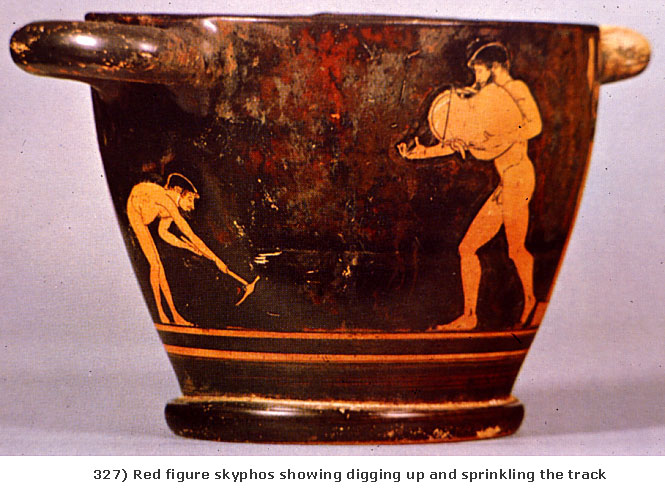 327) Red figure skyphos showing digging up and sprinkling the track